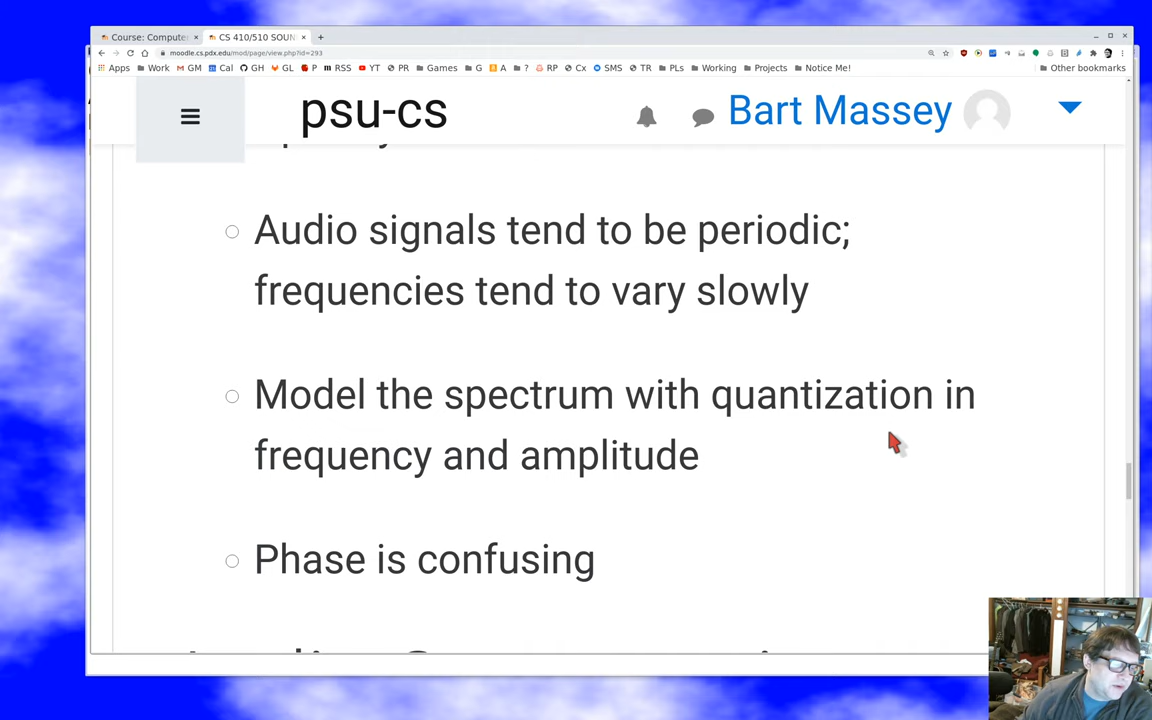 Course: Compute
CS 410/510 SOUN
moodle.cs.pdx.edu/mod/page/view.php?id=293
Apps Work GM Cal GH GL P RSS YT PR Games G A ? RP Cx SMS TR PLs Working Projects Notice Me! Other bookmarks
psu-cs
Bart Massey
Audio signals tend to be periodic;
frequencies tend to vary slowly
Model the spectrum with quantization in
frequency and amplitude
Phase is confusing